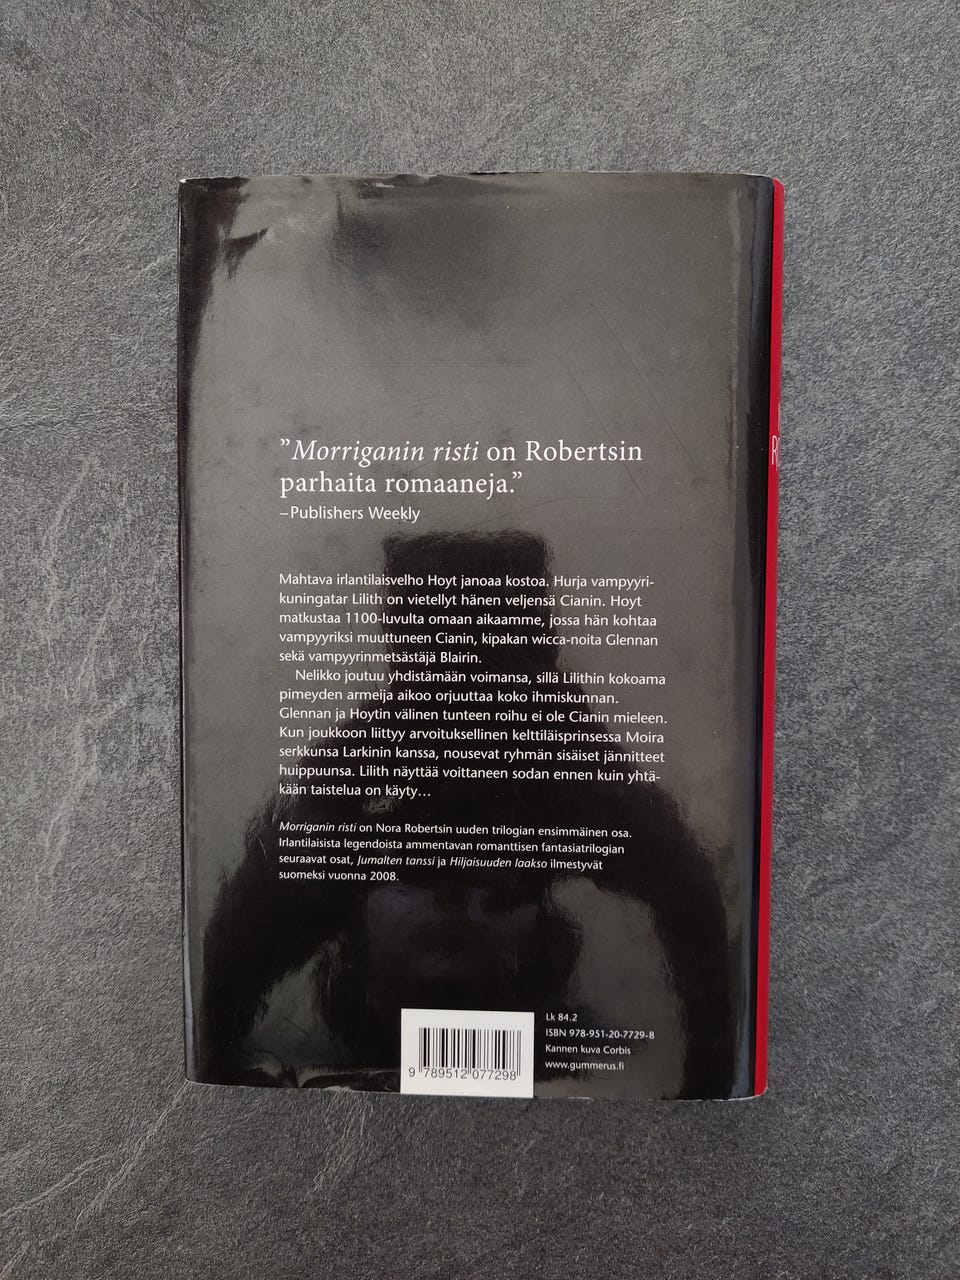 ”Morriganin risti on Robertsin
parhaita romaaneja.”
–Publishers Weekly
Mahtava irlantilaisvelho Hoyt janoaa kostoa. Hurja vampyyri-
kuningatar Lilith on vietellyt hänen veljensä Cianin. Hoyt
matkustaa 1100-luvulta omaan aikaamme, jossa hän kohtaa
vampyyriksi muuttuneen Cianin, kipakan wicca-noita Glennan
sekä vampyyrinmetsästäjä Blairin.
Nelikko joutuu yhdistämään voimansa, sillä Lilithin kokoama
pimeyden armeija aikoo orjuuttaa koko ihmiskunnan.
Glennan ja Hoytin välinen tunteen roihu ei ole Cianin mieleen.
Kun joukkoon liittyy arvoituksellinen kelttiläisprinsessa Moira
serkkunsa Larkinin kanssa, nousevat ryhmän sisäiset jännitteet
huippuunsa. Lilith näyttää voittaneen sodan ennen kuin yhtä-
kään taistelua on käyty…
Morriganin risti on Nora Robertsin uuden trilogian ensimmäinen osa.
Irlantilaisista legendoista ammentavan romanttisen fantasiatrilogian
seuraavat osat, Jumalten tanssi ja Hiljaisuuden laakso ilmestyvät
suomeksi vuonna 2008.
Lk 84.2
ISBN 978-951-20-7729-8
Kannen kuva Corbis
www.gummerus.fi
9 789512 077298